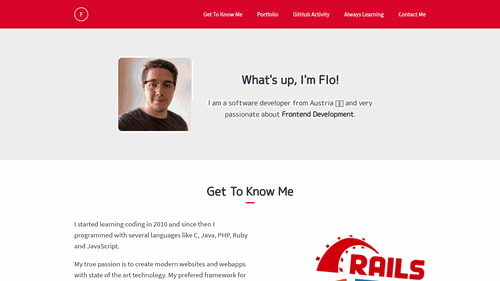 F
Get To Know Me
Portfolio
GitHub Activity
Always Learning
Contact Me
What's up, I'm Flo!
I am a software developer from Austria and very
passionate about Frontend Development.
Get To Know Me
I started learning coding in 2010 and since then I
programmed with several languages like C, Java, PHP, Ruby
and JavaScript.
My true passion is to create modern websites and webapps
with state of the art technology. My prefered framework for
RAILS